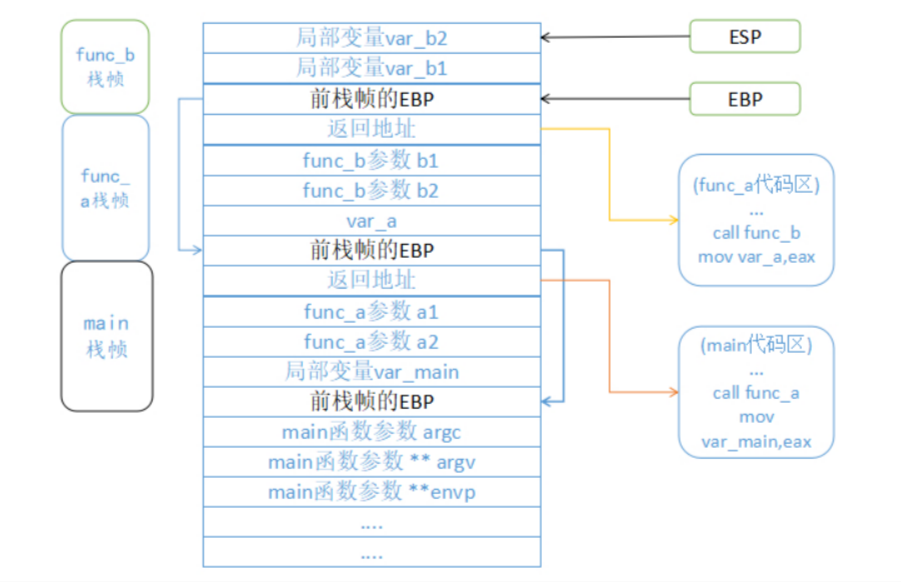 func_b
栈帧
func_
a栈帧
main
栈帧
局部变量var_b2
局部变量var_b1
前栈帧的EBP
返回地址
func_b参数 b1
func_b参数 b2
var_a
前栈帧的EBP
返回地址
func_a参数 a1
func_a参数 a2
局部变量var_main
前栈帧的EBP
main函数参数 argc
main函数参数 ** argv
main函数参数 **envp
....
....
ESP
EBP
(func_a代码区)
...
call func_b
mov var_a,eax
(main代码区)
...
call func_a
mov
var_main,eax